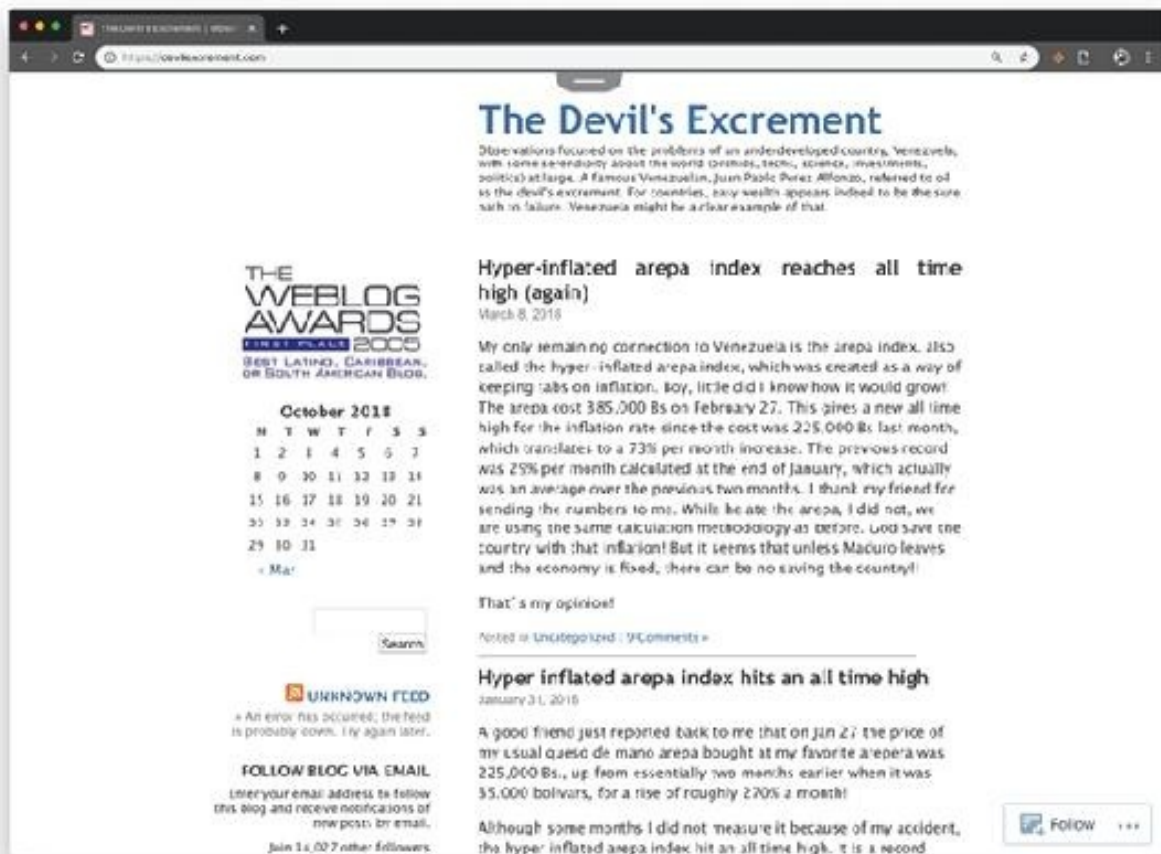 The Devil's Excrement
https://devilexcrement.com
The Devil's Excrement
Observations focused on the problems of an underdeveloped country, Venezuela,
with some serendipity about the world (orchids, techs, science, investments,
politics) at large. A famous Venezuelan, Juan Pablo Perez Alfonzo, referred to oil
as the devil's excrement. For countries, easy wealth appears indeed to be the sure
path to failure. Venezuela might be a clear example of that.
THE
WEBLOG
AWARDS
FIRST PLACE 2005
BEST LATINO, CARIBBEAN,
OR SOUTH AMERICAN BLOG.
October 2018
M T W T F S S
1 2 3 4 5 6 7
8 9 10 11 12 13 14
15 16 17 18 19 20 21
22 23 24 25 26 27 28
29 30 31
« Mar
Search
UNKNOWN FEED
» An error has occurred; the feed
is probably down. Try again later.
FOLLOW BLOG VIA EMAIL
Enter your email address to follow
this blog and receive notifications of
new posts by email.
Join other followers
Hyper-inflated arepa index reaches all time
high (again)
March 8, 2018
My only remaining connection to Venezuela is the arepa index, also
called the hyper-inflated arepa index, which was created as a way of
keeping tabs on inflation. Boy, little did I know how it would grow!
The arepa cost 385,000 Bs on February 27. This gives a new all time
high for the inflation rate since the cost was 225,000 Bs last month,
which translates to a 73% per month increase. The previous record
was per month calculated at the end of January, which actually
was an average over the previous two months. I thank my friend for
sending the numbers to me. While he ate the arepa, I did not, we
are using the same calculation methodology as before. God save the
country with that inflation! But it seems that unless Maduro leaves
and the economy is fixed, there can be no saving the country!
That´s my opinion!
Posted in Uncategorized | 9 Comments »
Hyper inflated arepa index hits an all time high
January 31, 2018
A good friend just reported back to me that on Jan 27 the price of
my usual queso de mano arepa bought at my favorite arepera was
225,000 Bs., up from essentially two months earlier when it was
35.000 bolivars, for a rise of roughly 270% a month!
Although some months I did not measure it because of my accident,
the hyper inflated arepa index hit an all time high. It is a record
Follow